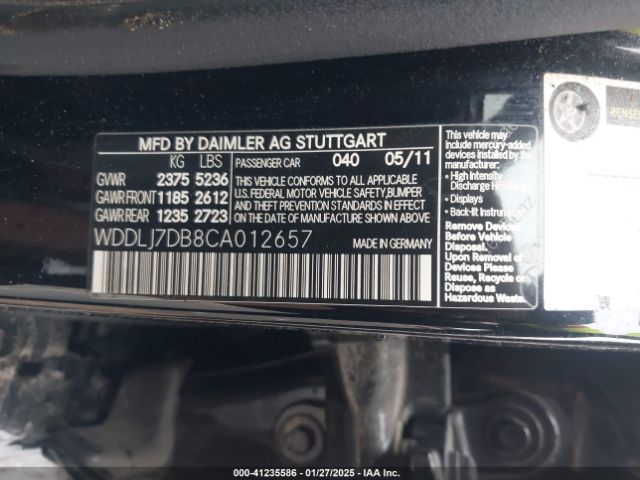 MFD BY DAIMLER AG STUTTGART
KG LBS PASSENGER CAR 040 05/11
GVWR 2375 5236
GAWR FRONT 1185 2612
GAWR REAR 1235 2723
THIS VEHICLE CONFORMS TO ALL APPLICABLE
U.S. FEDERAL MOTOR VEHICLE SAFETY, BUMPER
AND THEFT PREVENTION STANDARDS IN EFFECT
ON THE DATE OF MANUFACTURE SHOWN ABOVE.
WDDLJ7DB8CA012657 MADE IN GERMANY
This vehicle may
include mercury-added
devices installed by the
manufacturer:
• High Intensity
Discharge Headlamps
• Displays
• Back-lit Instrument
Remove Devices
Before Vehicle
Disposal.
Upon Removal of
Devices Please
Reuse, Recycle or
Dispose as
Hazardous Waste.
000-41235586 | 01/27/2025 | IAA Inc.